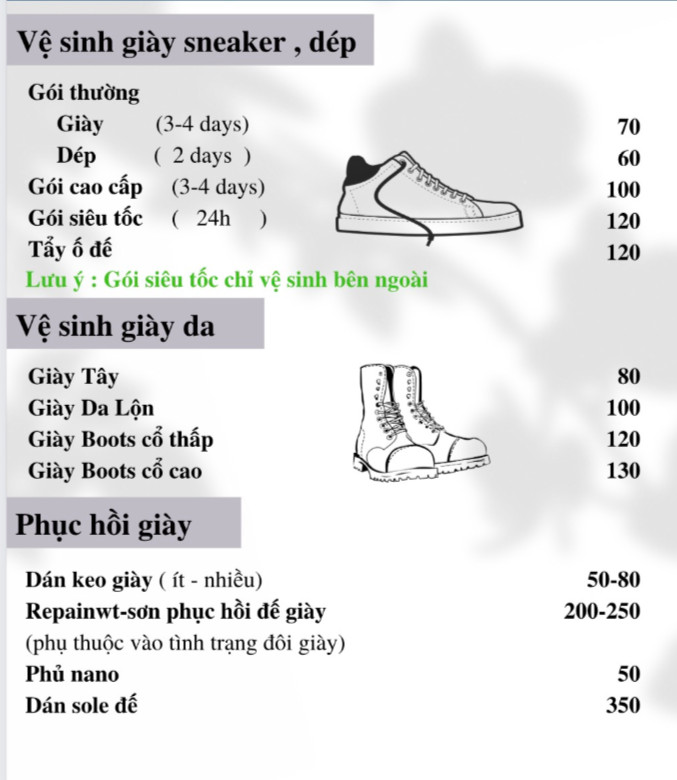 Vệ sinh giày sneaker , dép
Gói thường
Giày (3-4 days) 70
Dép ( 2 days ) 60
Gói cao cấp (3-4 days) 100
Gói siêu tốc ( 24h ) 120
Tẩy ố đế 120
Lưu ý : Gói siêu tốc chỉ vệ sinh bên ngoài
Vệ sinh giày da
Giày Tây 80
Giày Da Lộn 100
Giày Boots cổ thấp 120
Giày Boots cổ cao 130
Phục hồi giày
Dán keo giày ( ít - nhiều) 50-80
Repainwt-sơn phục hồi đế giày 200-250
(phụ thuộc vào tình trạng đôi giày)
Phủ nano 50
Dán sole đế 350